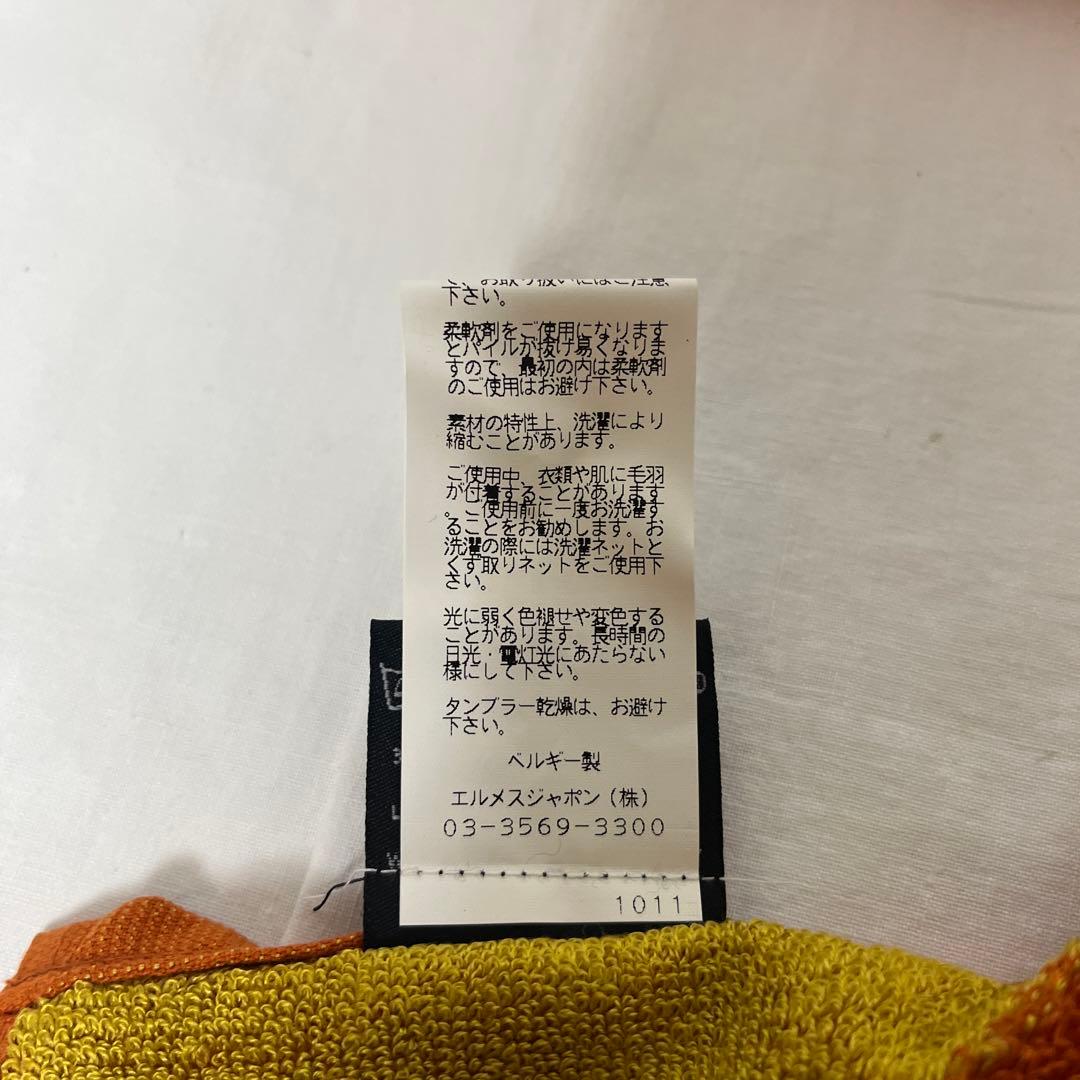 、お取り扱いにはご注意
下さい。
柔軟剤をご使用になります
とパイルが抜け易くなりま
すので、最初の内は柔軟剤
のご使用はお避け下さい。
素材の特性上、洗濯により
縮むことがあります。
ご使用中、衣類や肌に毛羽
が付着することがあります
。ご使用前に一度お洗濯す
ることをお勧めします。お
洗濯の際には洗濯ネットと
くず取りネットをご使用下
さい。
光に弱く色褪せや変色する
ことがあります。長時間の
日光・電灯光にあたらない
様にして下さい。
タンブラー乾燥は、お避け
下さい。
ベルギー製
エルメスジャポン（株）
03-3569-3300
1011